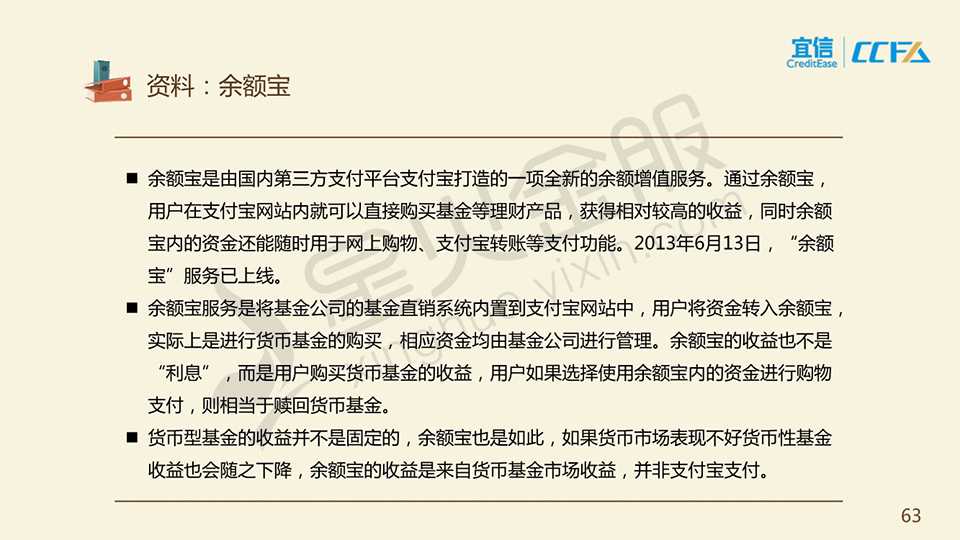 宜信
CreditEase
CCFA
资料：余额宝
■ 余额宝是由国内第三方支付平台支付宝打造的一项全新的余额增值服务。通过余额宝，
用户在支付宝网站内就可以直接购买基金等理财产品，获得相对较高的收益，同时余额
宝内的资金还能随时用于网上购物、支付宝转账等支付功能。2013年6月13日，“余额
宝”服务已上线。
■ 余额宝服务是将基金公司的基金直销系统内置到支付宝网站中，用户将资金转入余额宝，
实际上是进行货币基金的购买，相应资金均由基金公司进行管理。余额宝的收益也不是
“利息”，而是用户购买货币基金的收益，用户如果选择使用余额宝内的资金进行购物
支付，则相当于赎回货币基金。
■ 货币型基金的收益并不是固定的，余额宝也是如此，如果货币市场表现不好货币性基金
收益也会随之下降，余额宝的收益是来自货币基金市场收益，并非支付宝支付。
星火金服
xinghuo.yixin.com
63